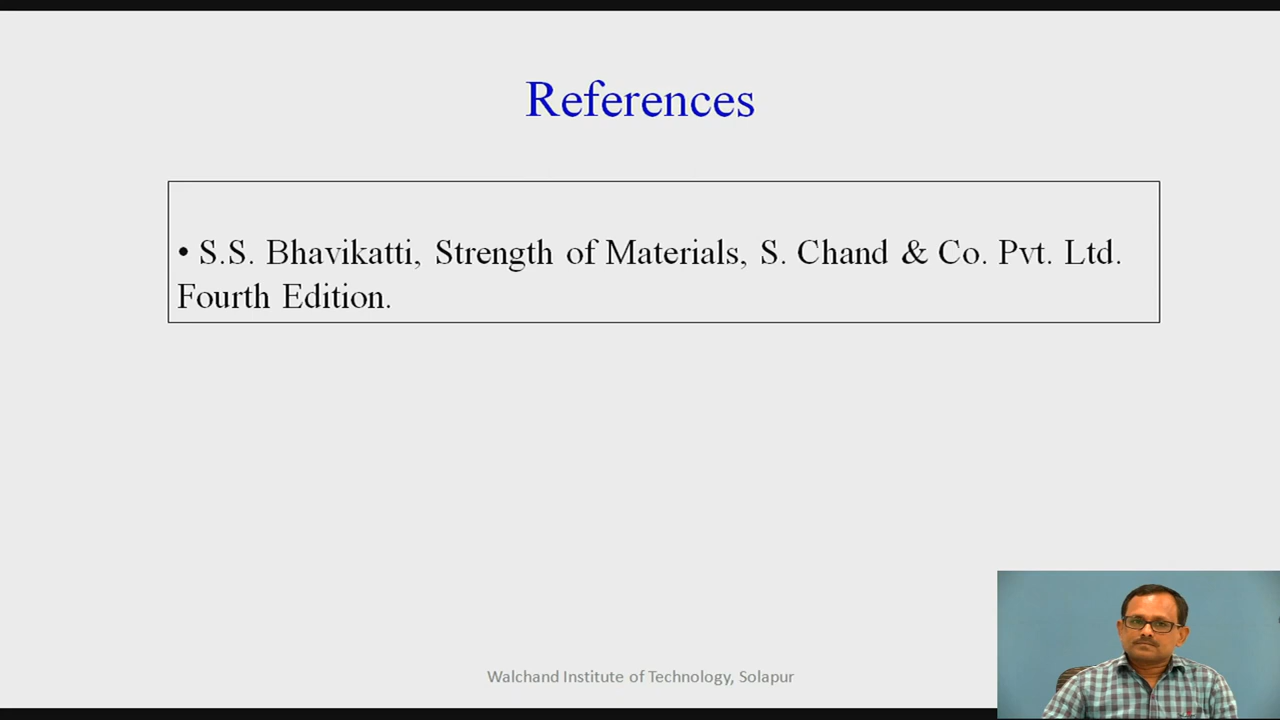 References
• S.S. Bhavikatti, Strength of Materials, S. Chand & Co. Pvt. Ltd.
Fourth Edition.
Walchand Institute of Technology, Solapur